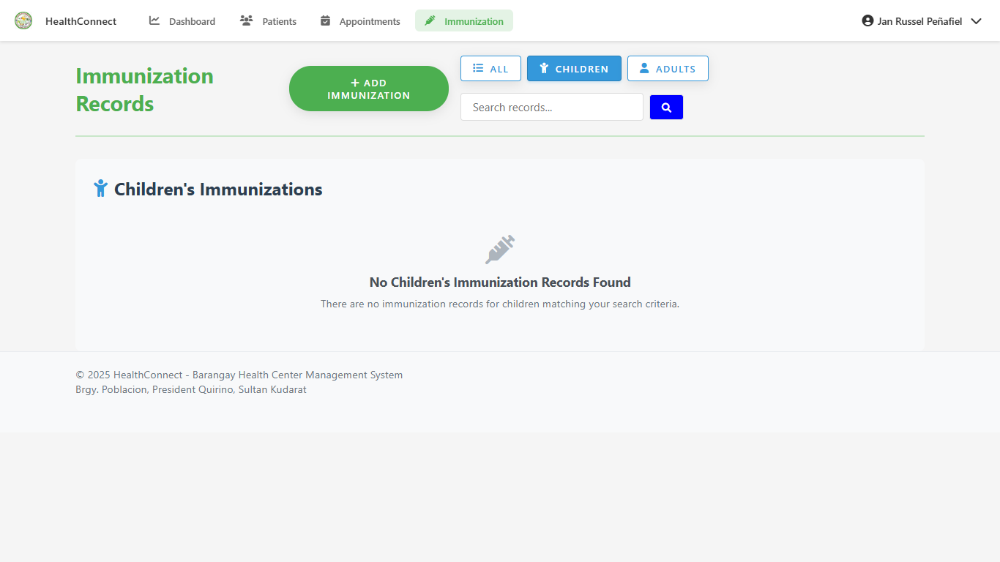 HealthConnect
Dashboard
Patients
Appointments
Immunization
Jan Russel Peñafiel
Immunization
Records
+ ADD
IMMUNIZATION
ALL
CHILDREN
ADULTS
Search records...
Children's Immunizations
No Children's Immunization Records Found
There are no immunization records for children matching your search criteria.
© 2025 HealthConnect - Barangay Health Center Management System
Brgy. Poblacion, President Quirino, Sultan Kudarat